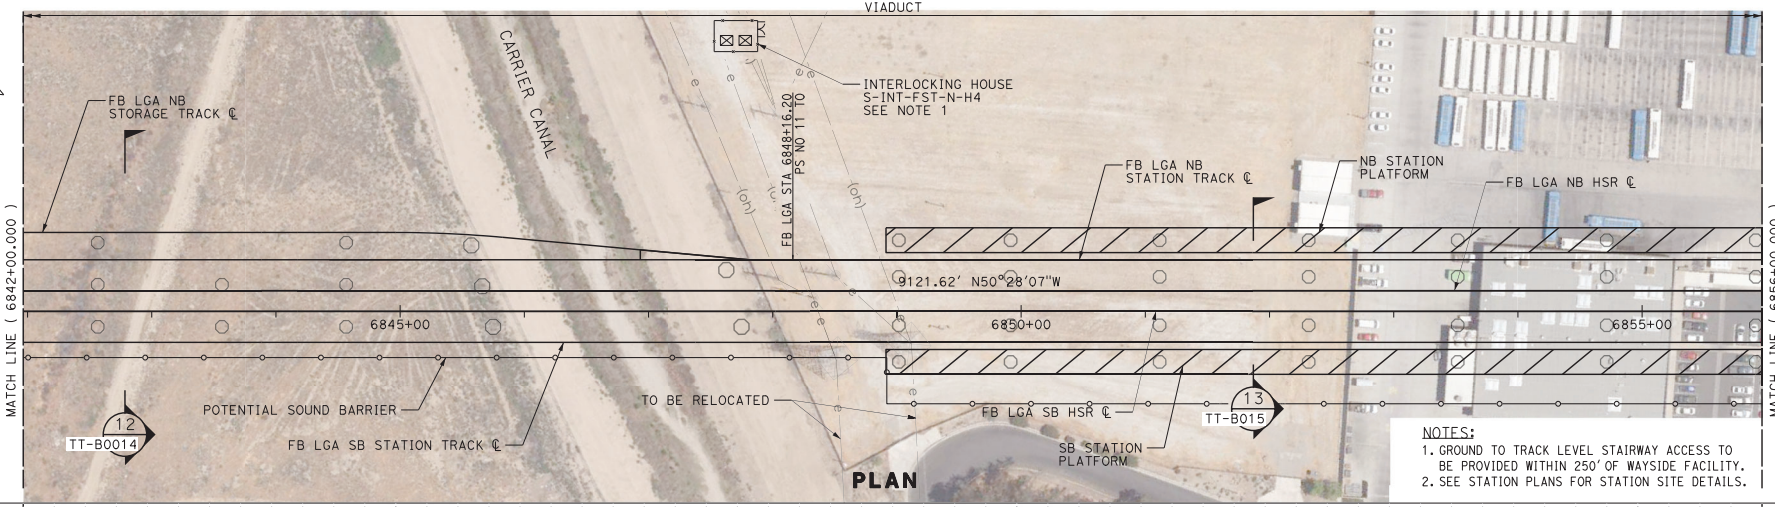 VIADUCT
CARRIER CANAL
FB LGA NB
STORAGE TRACK ℄
INTERLOCKING HOUSE
S-INT-FST-N-H4
SEE NOTE 1
FB LGA STA 6848+16.20
PS NO 11 TO
e
e
e
e
(oh)
(oh)
FB LGA NB
STATION TRACK ℄
NB STATION
PLATFORM
FB LGA NB HSR ℄
MATCH LINE ( 6842+00.000 )
MATCH LINE ( 6856+00.000 )
9121.62' N50°28'07"W
e
e
e
e
6845+00
6850+00
6855+00
POTENTIAL SOUND BARRIER
TO BE RELOCATED
e
e
FB LGA SB HSR ℄
FB LGA SB STATION TRACK ℄
SB STATION
PLATFORM
12
TT-B0014
13
TT-B015
PLAN
NOTES:
1. GROUND TO TRACK LEVEL STAIRWAY ACCESS TO
BE PROVIDED WITHIN 250' OF WAYSIDE FACILITY.
2. SEE STATION PLANS FOR STATION SITE DETAILS.